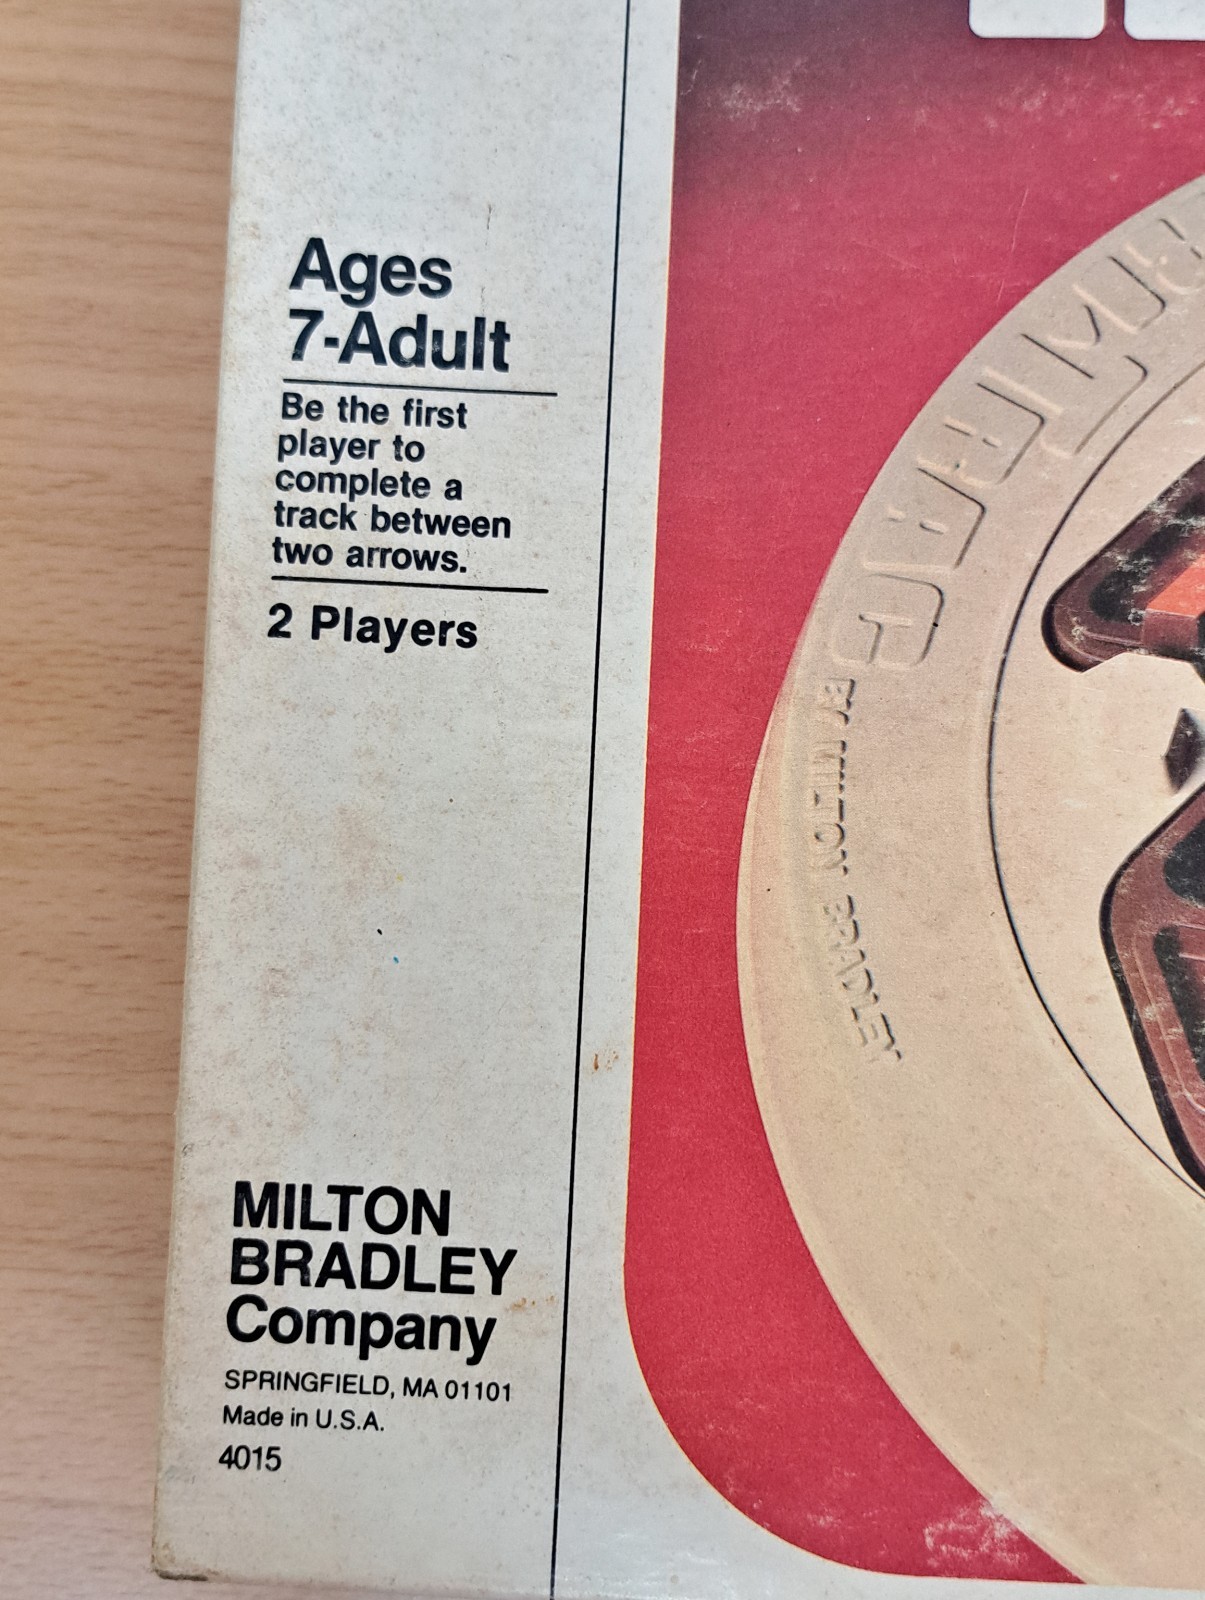 Ages
7-Adult
Be the first
player to
complete a
track between
two arrows.
2 Players
MILTON
BRADLEY
Company
SPRINGFIELD, MA 01101
Made in U.S.A.
4015
BY MILTON BRADLEY